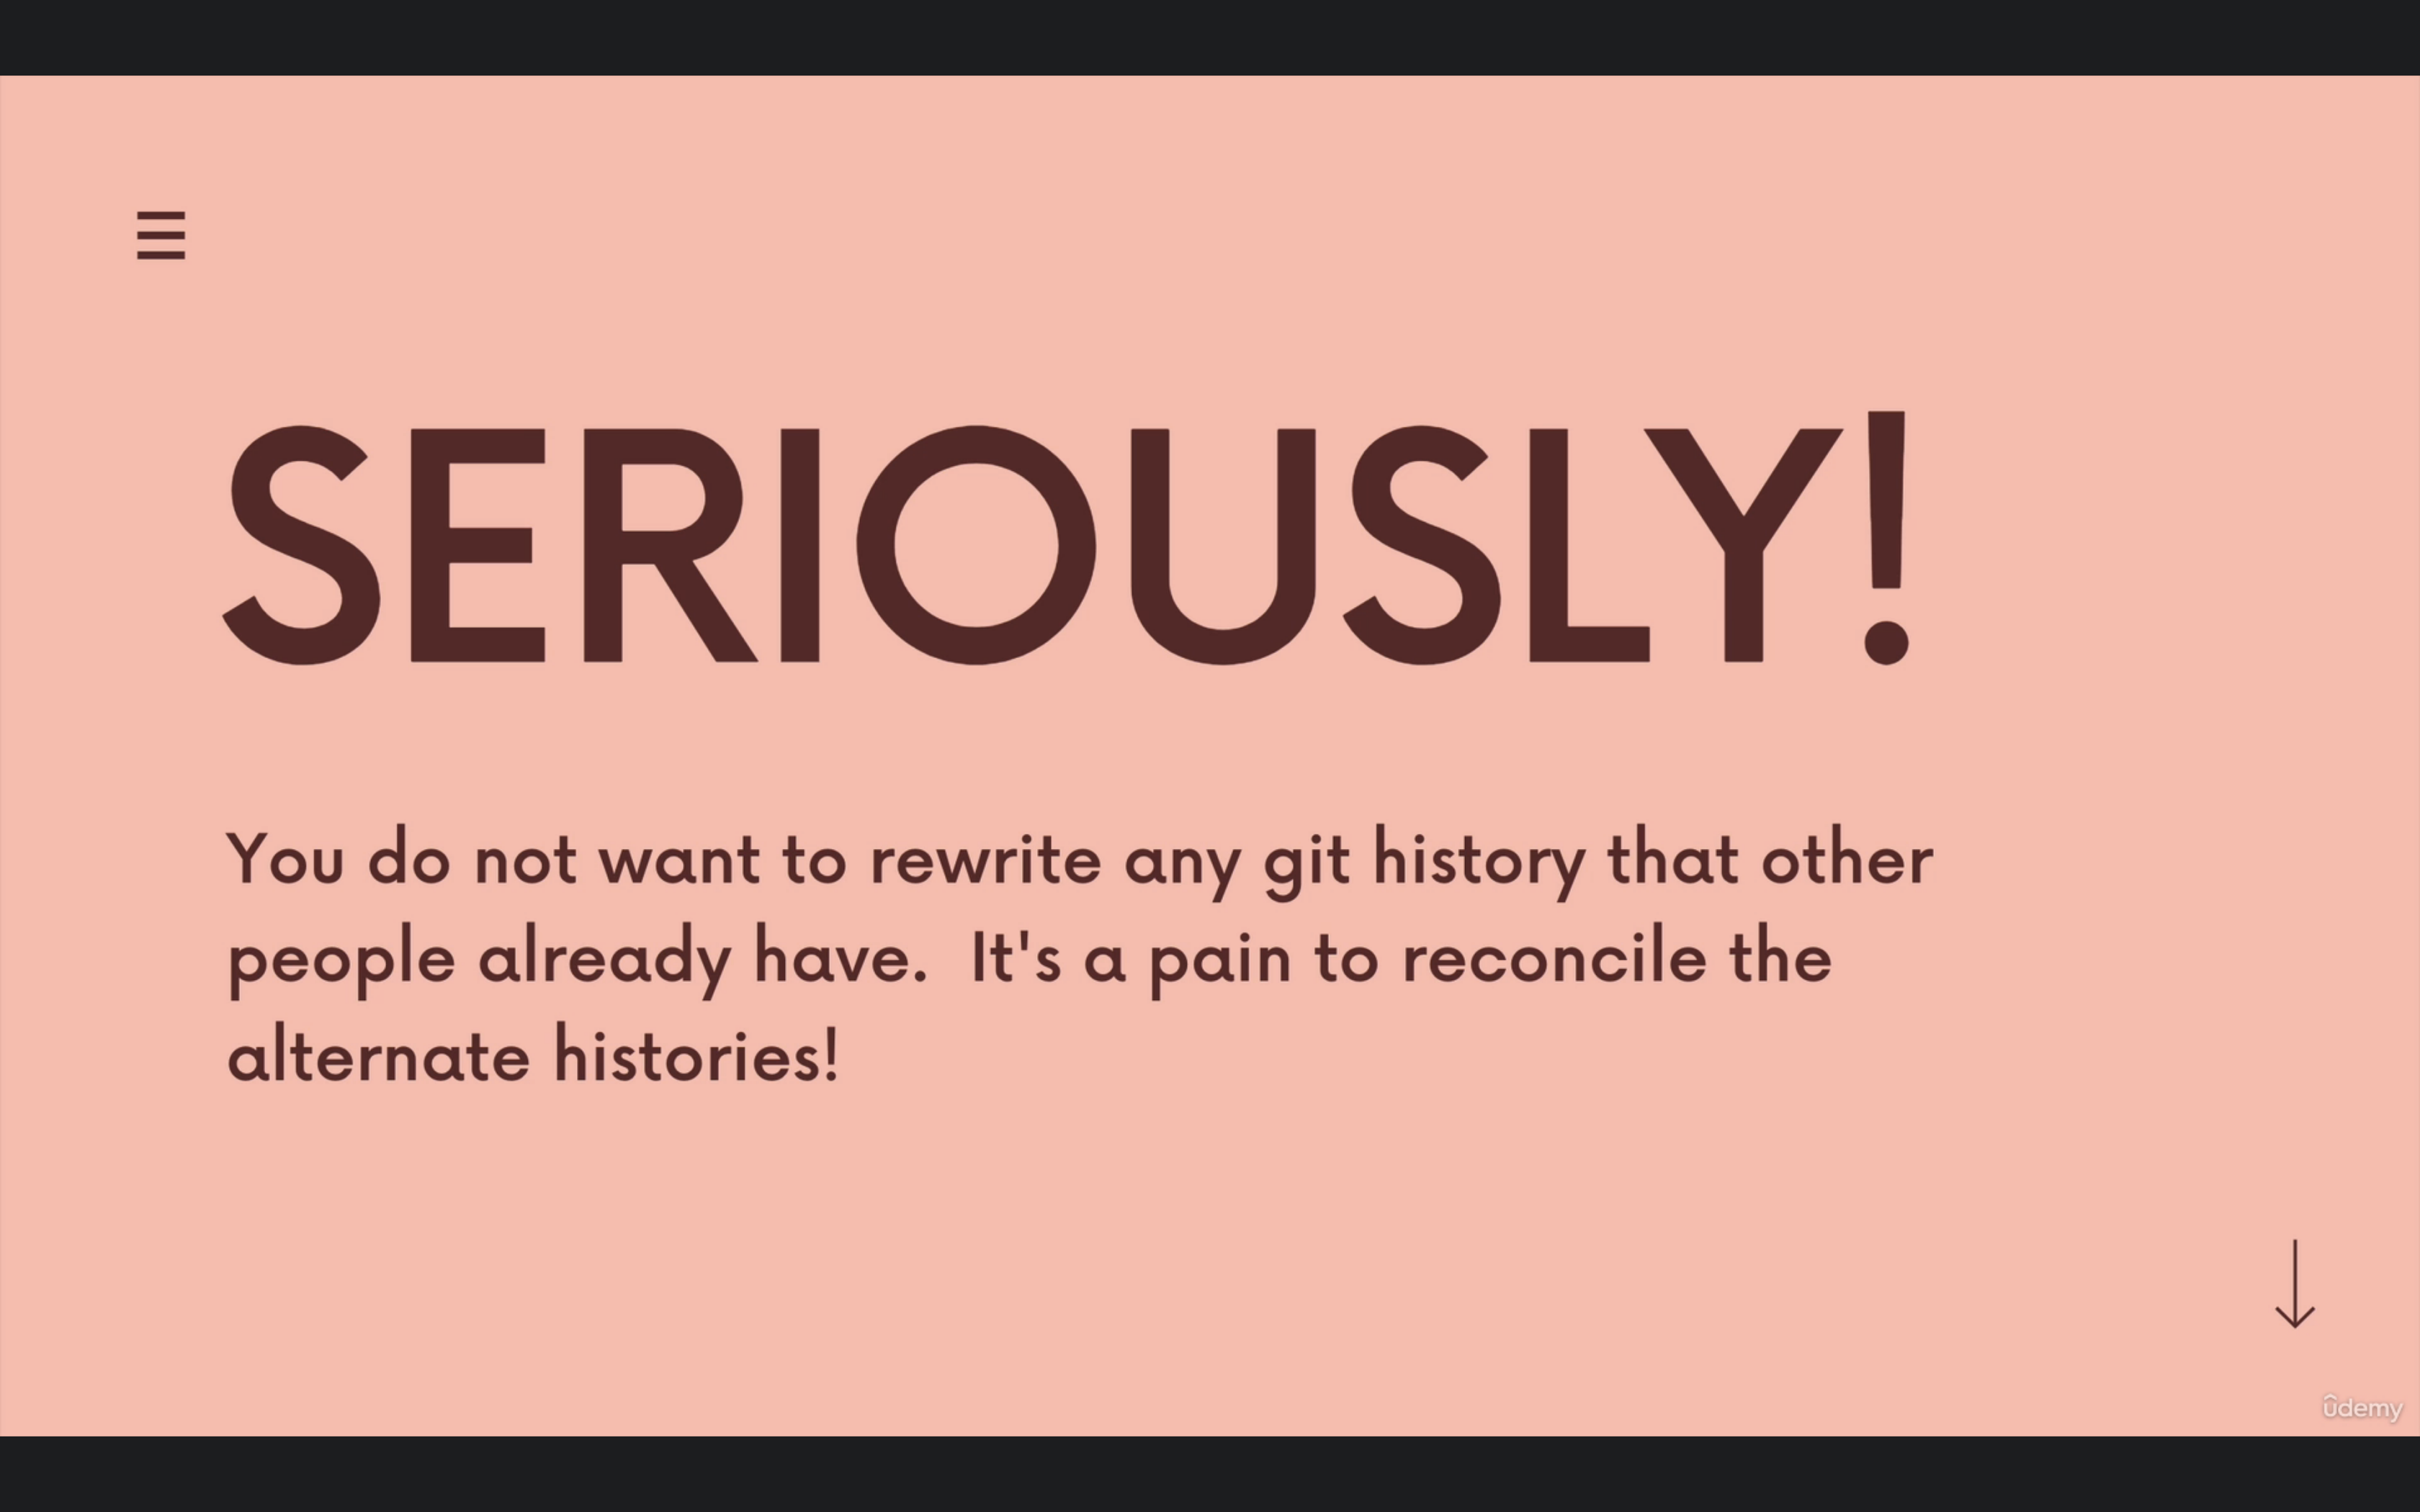 SERIOUSLY!
You do not want to rewrite any git history that other
people already have.  It's a pain to reconcile the
alternate histories!
ûdemy